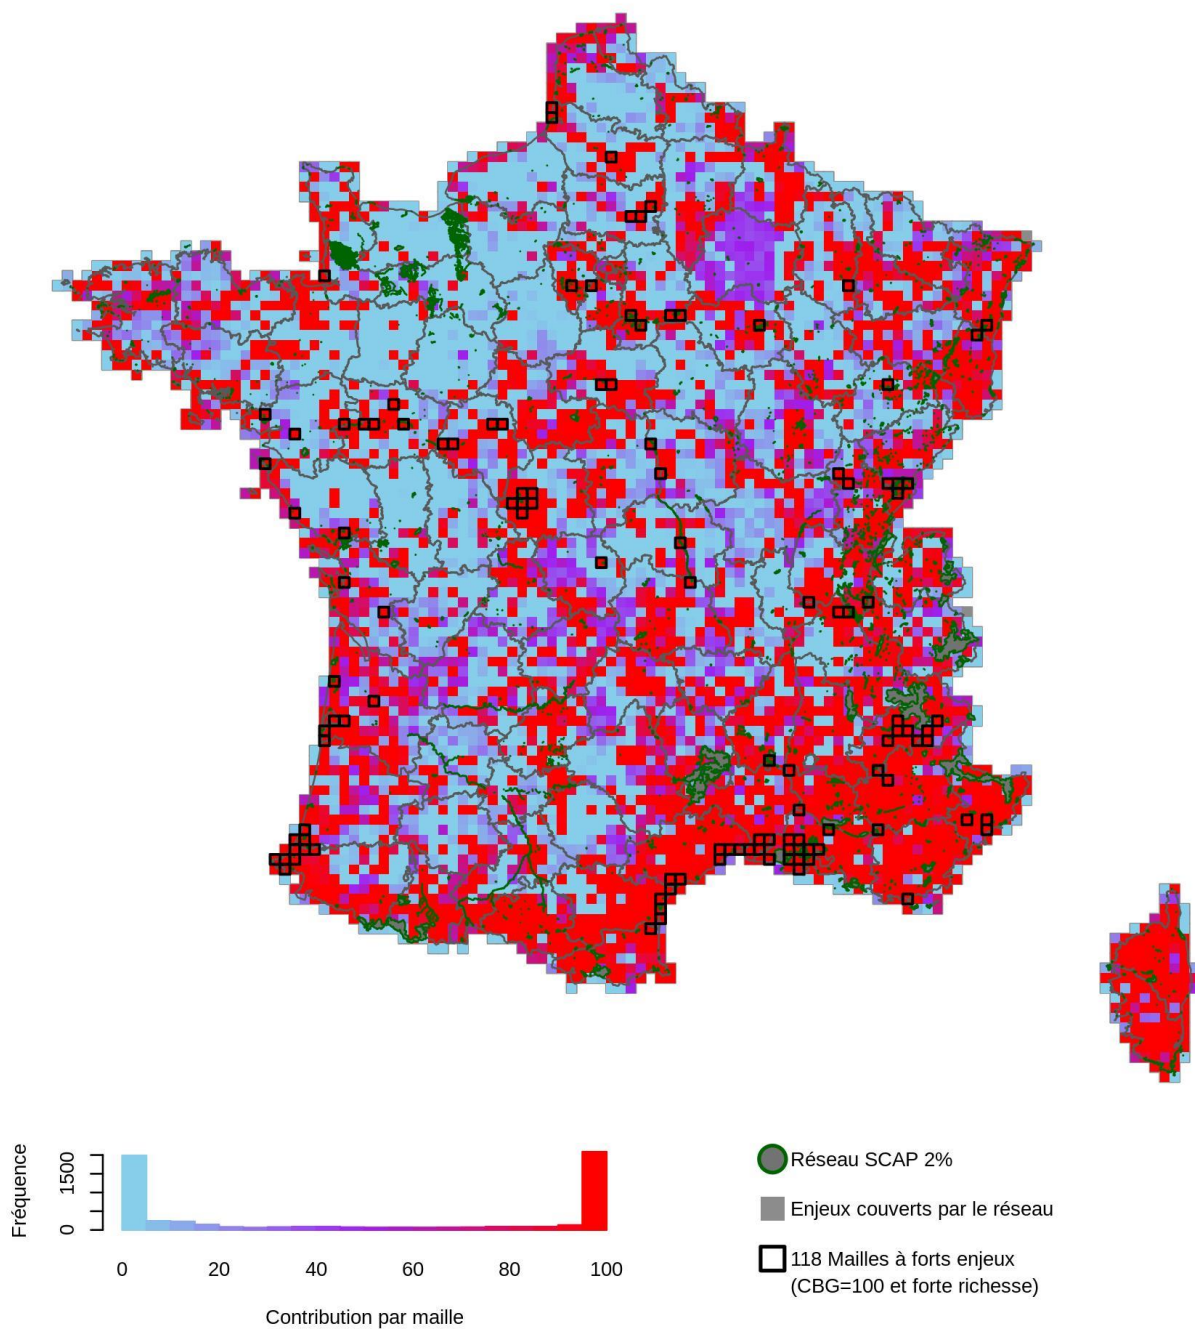 Fréquence
1500
0
0 20 40 60 80 100
Contribution par maille
Réseau SCAP 2%
Enjeux couverts par le réseau
118 Mailles à forts enjeux
(CBG=100 et forte richesse)